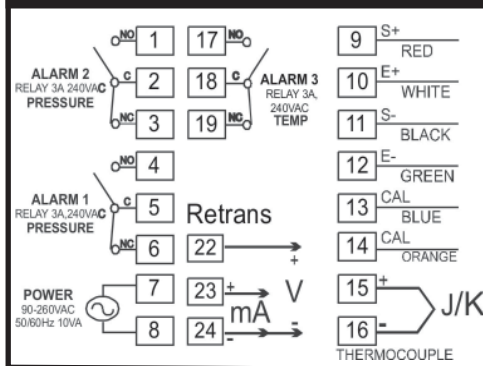 NO 1
ALARM 2
RELAY 3A 240VAC C 2
PRESSURE
NC 3
NO 4
ALARM 1
RELAY 3A,240VAC C 5
PRESSURE
NC 6
POWER 7
90-260VAC
50/60Hz 10VA
8
17 NO
18 C ALARM 3
RELAY 3A,
240VAC
19 NC TEMP
Retrans
22 +
23 + V
mA
24 - -
9 S+
RED
10 E+
WHITE
11 S-
BLACK
12 E-
GREEN
13 CAL
BLUE
14 CAL
ORANGE
15 +
J/K
16 -
THERMOCOUPLE